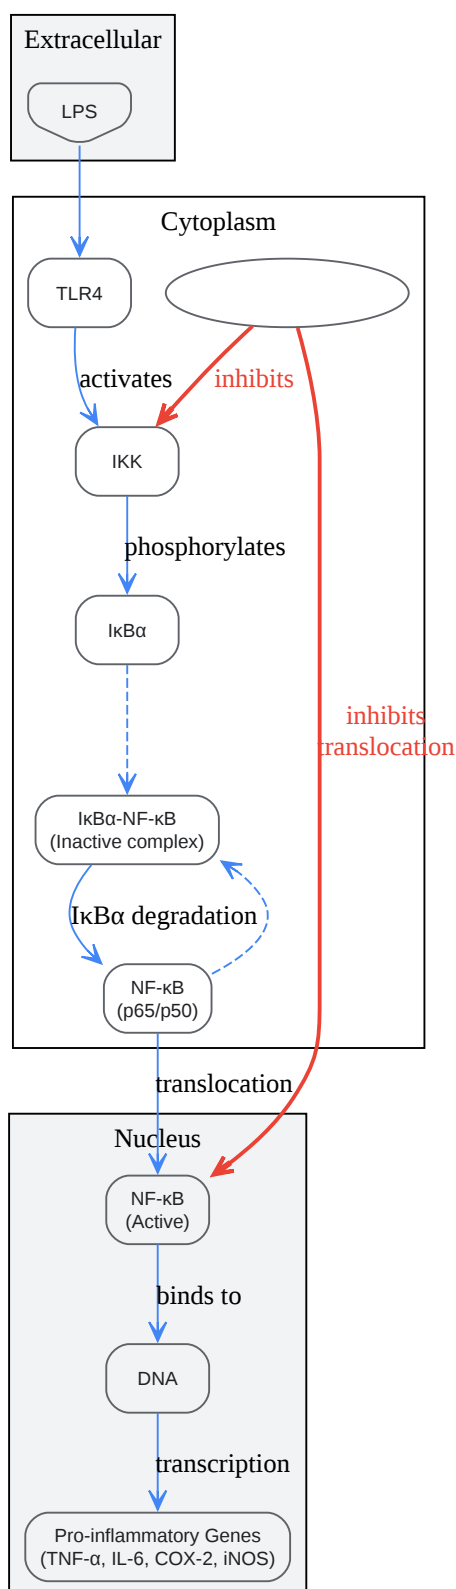 Extracellular
LPS
Cytoplasm
TLR4
activates
inhibits
IKK
phosphorylates
IκBα
inhibits
translocation
IκBα-NF-κB
(Inactive complex)
IκBα degradation
NF-κB
(p65/p50)
translocation
Nucleus
NF-κB
(Active)
binds to
DNA
transcription
Pro-inflammatory Genes
(TNF-α, IL-6, COX-2, iNOS)